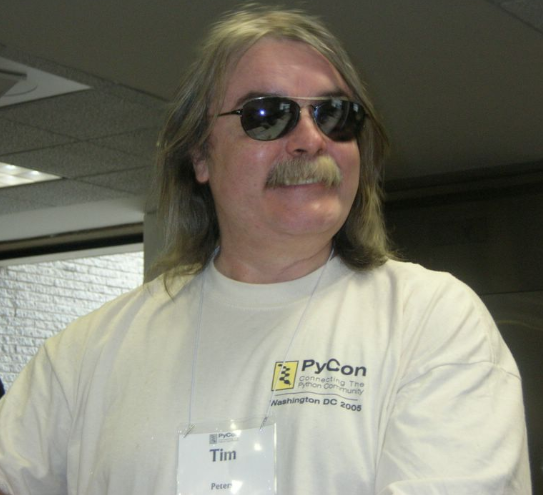 PyCon
Connecting The
Python Community
Washington DC 2005
PyCon
Tim
Peters